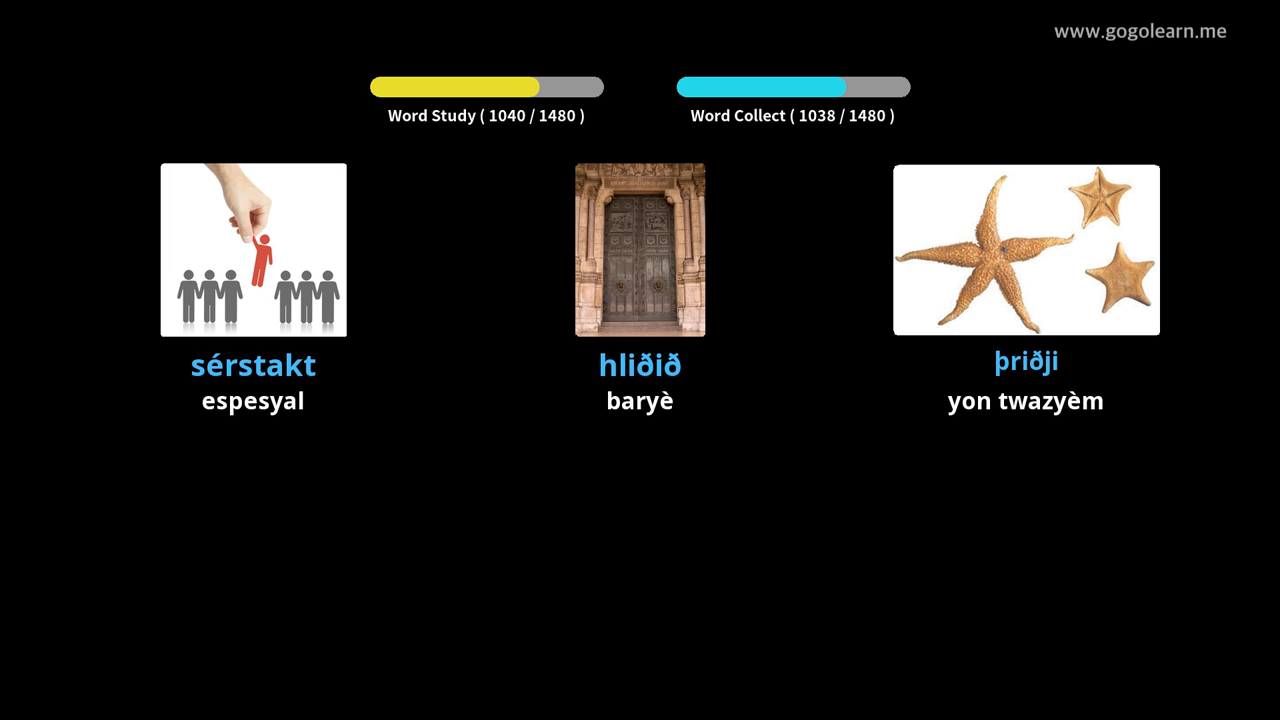 www.gogolearn.me
Word Study ( 1040 / 1480 )
Word Collect ( 1038 / 1480 )
sérstakt
hliðið
þriðji
espesyal
baryè
yon twazyèm